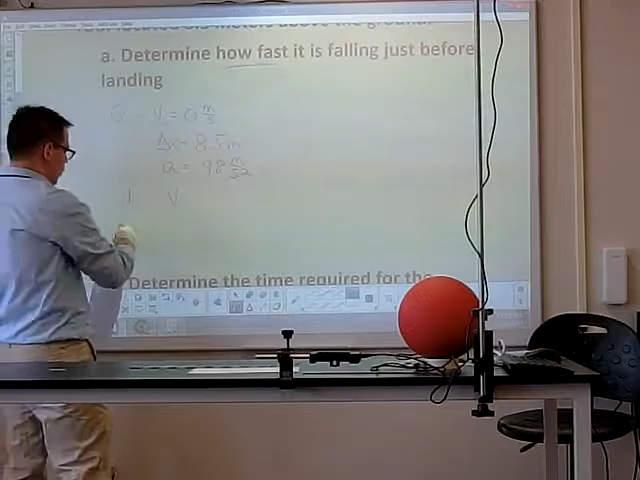 a. Determine how fast it is falling just before
landing
G V = 0 m/s
Δx = 8.5m
a = 9.8 m/s2
V
Determine the time required for the